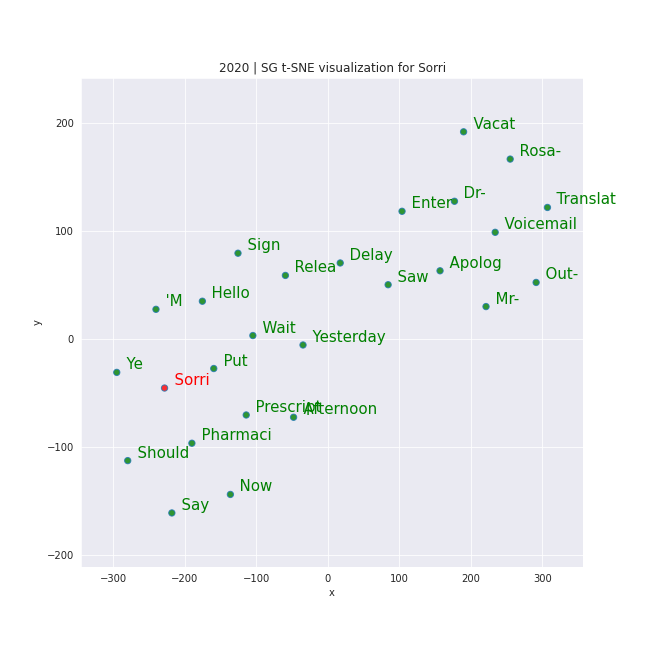 2020 | SG t-SNE visualization for Sorri
Vacat
Rosa-
Dr-
Translat
Enter
Voicemail
Sign
Delay
Apolog
Relea
Saw
Out-
Hello
'M
Mr-
Wait
Yesterday
Put
Ye
Sorri
Prescript
Afternoon
Pharmaci
Should
Now
Say
200
100
0
−100
−200
y
−300
−200
−100
0
100
200
300
x